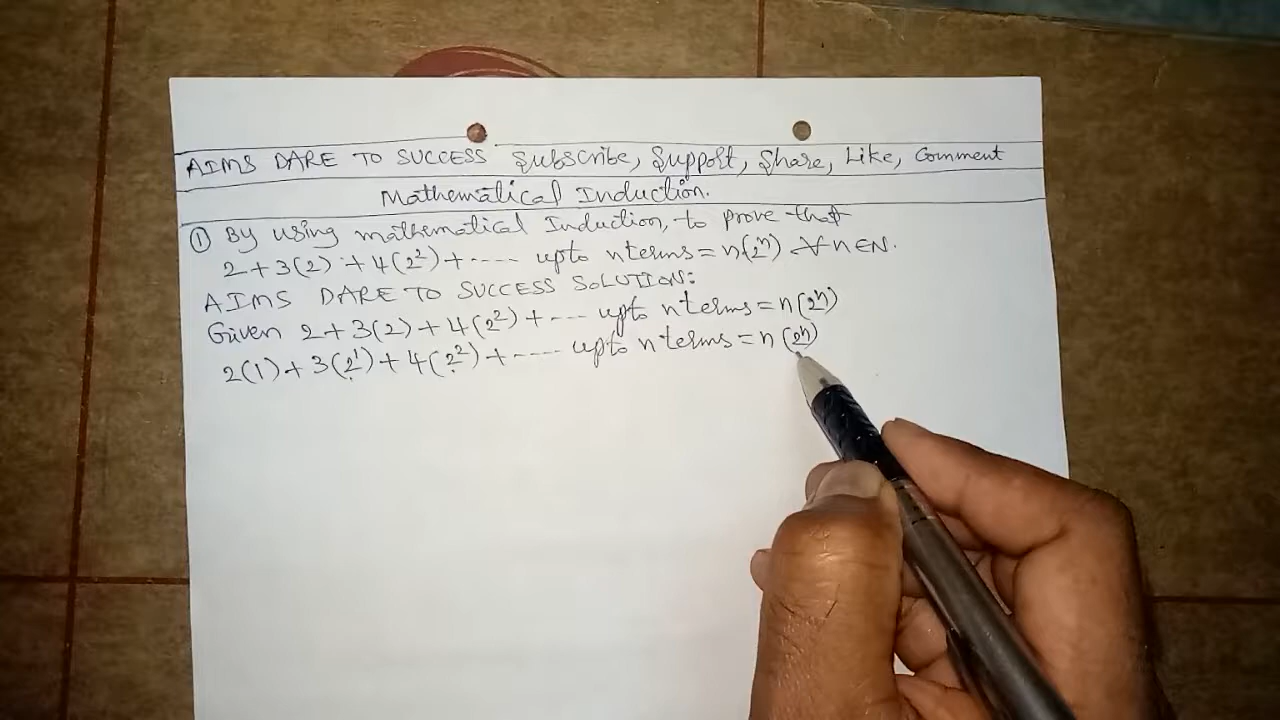 AIMS DARE TO SUCCESS Subscribe, Support, Share, Like, Comment
Mathematical Induction.
① By using mathematical Induction, to prove that
2+3(2)+4(2²)+..... upto n terms = n(2ⁿ) ∀ n ∈ N.
AIMS DARE TO SUCCESS SOLUTION:
Given 2+3(2)+4(2²)+.... upto n terms = n(2ⁿ)
2(1)+3(2¹)+4(2²)+..... upto n terms = n(2ⁿ)